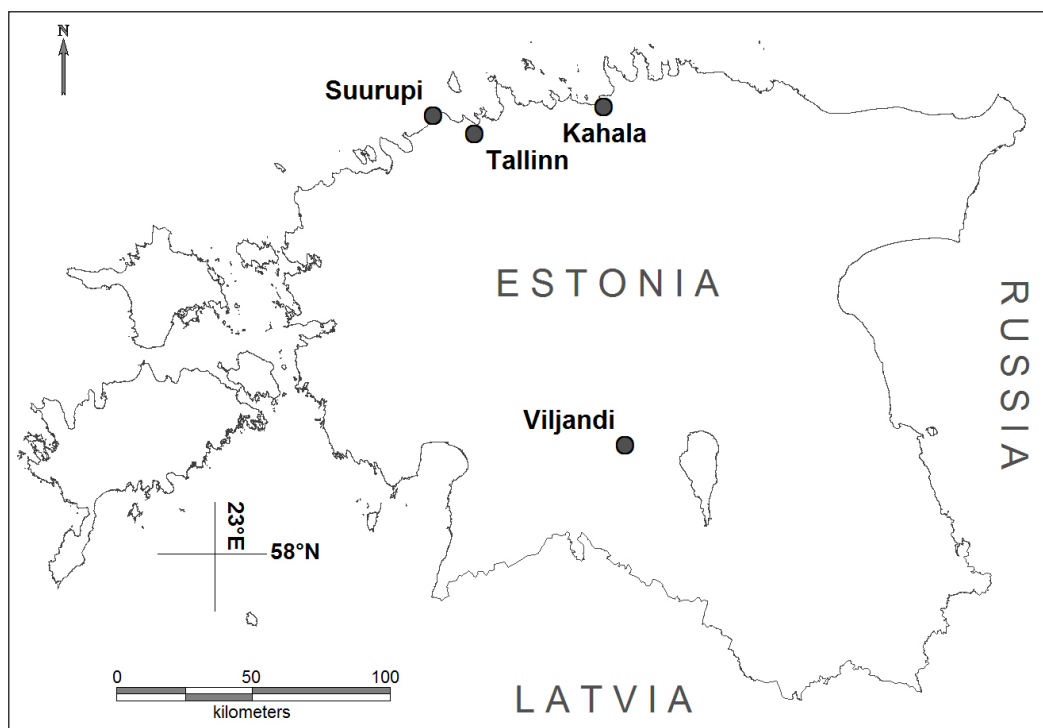 N
Suurupi
Kahala
Tallinn
ESTONIA
RUSSIA
Viljandi
23°E
58°N
0 50 100
kilometers
LATVIA